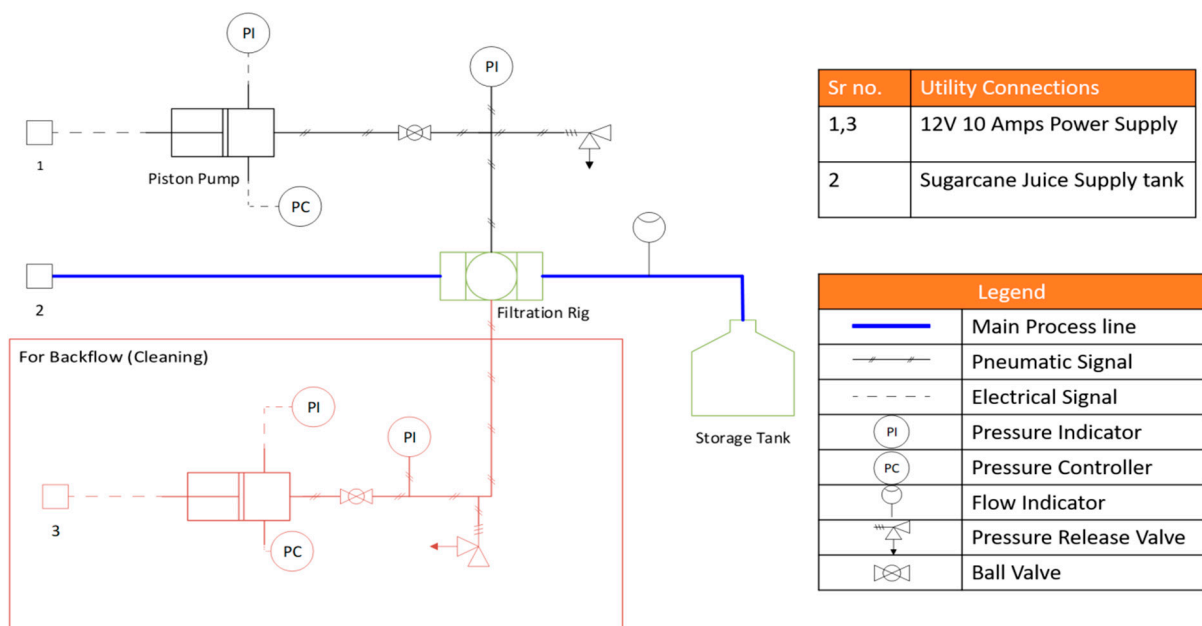 PI
PI
1
Piston Pump
PC
2
Filtration Rig
For Backflow (Cleaning)
PI
PI
3
PC
Storage Tank
Sr no. Utility Connections
1,3 12V 10 Amps Power Supply
2 Sugarcane Juice Supply tank
Legend
Main Process line
Pneumatic Signal
Electrical Signal
PI Pressure Indicator
PC Pressure Controller
Flow Indicator
Pressure Release Valve
Ball Valve